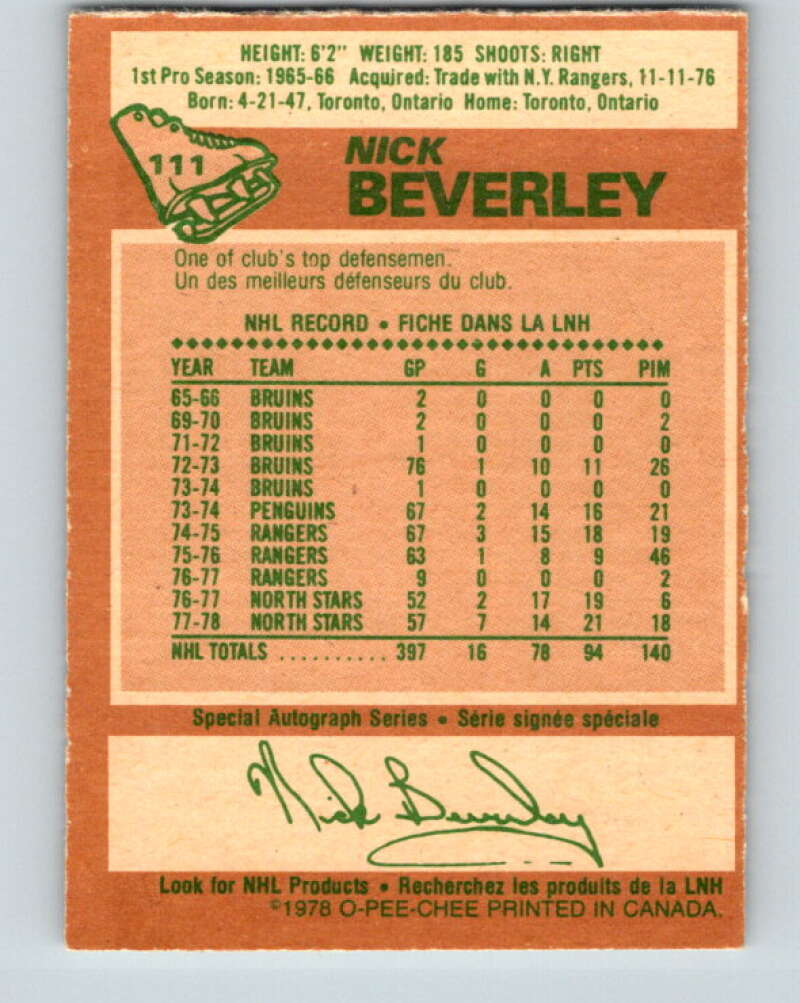 HEIGHT: 6'2" WEIGHT: 185 SHOOTS: RIGHT
1st Pro Season: 1965-66 Acquired: Trade with N.Y. Rangers, 11-11-76
Born: 4-21-47, Toronto, Ontario Home: Toronto, Ontario
111
NICK
BEVERLEY
One of club's top defensemen.
Un des meilleurs défenseurs du club.
NHL RECORD • FICHE DANS LA LNH
YEAR TEAM GP G A PTS PIM
65-66 BRUINS 2 0 0 0 0
69-70 BRUINS 2 0 0 0 2
71-72 BRUINS 1 0 0 0 0
72-73 BRUINS 76 1 10 11 26
73-74 BRUINS 1 0 0 0 0
73-74 PENGUINS 67 2 14 16 21
74-75 RANGERS 67 3 15 18 19
75-76 RANGERS 63 1 8 9 46
76-77 RANGERS 9 0 0 0 2
76-77 NORTH STARS 52 2 17 19 6
77-78 NORTH STARS 57 7 14 21 18
NHL TOTALS .......... 397 16 78 94 140
Special Autograph Series • Série signée spéciale
Nick Beverley
Look for NHL Products • Recherchez les produits de la LNH
©1978 O-PEE-CHEE PRINTED IN CANADA.